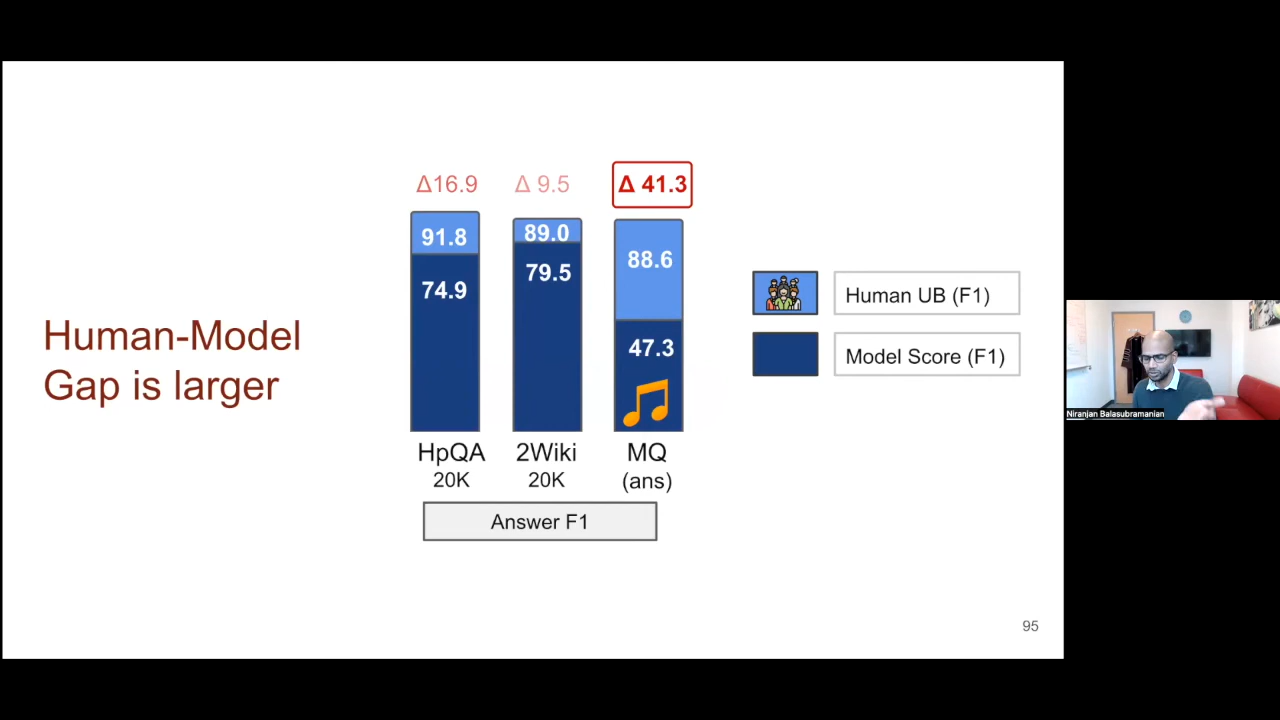 Human-Model
Gap is larger
Δ16.9
Δ 9.5
Δ 41.3
91.8
89.0
88.6
74.9
79.5
47.3
HpQA
2Wiki
MQ
20K
20K
(ans)
Answer F1
Human UB (F1)
Model Score (F1)
95
Niranjan Balasubramanian